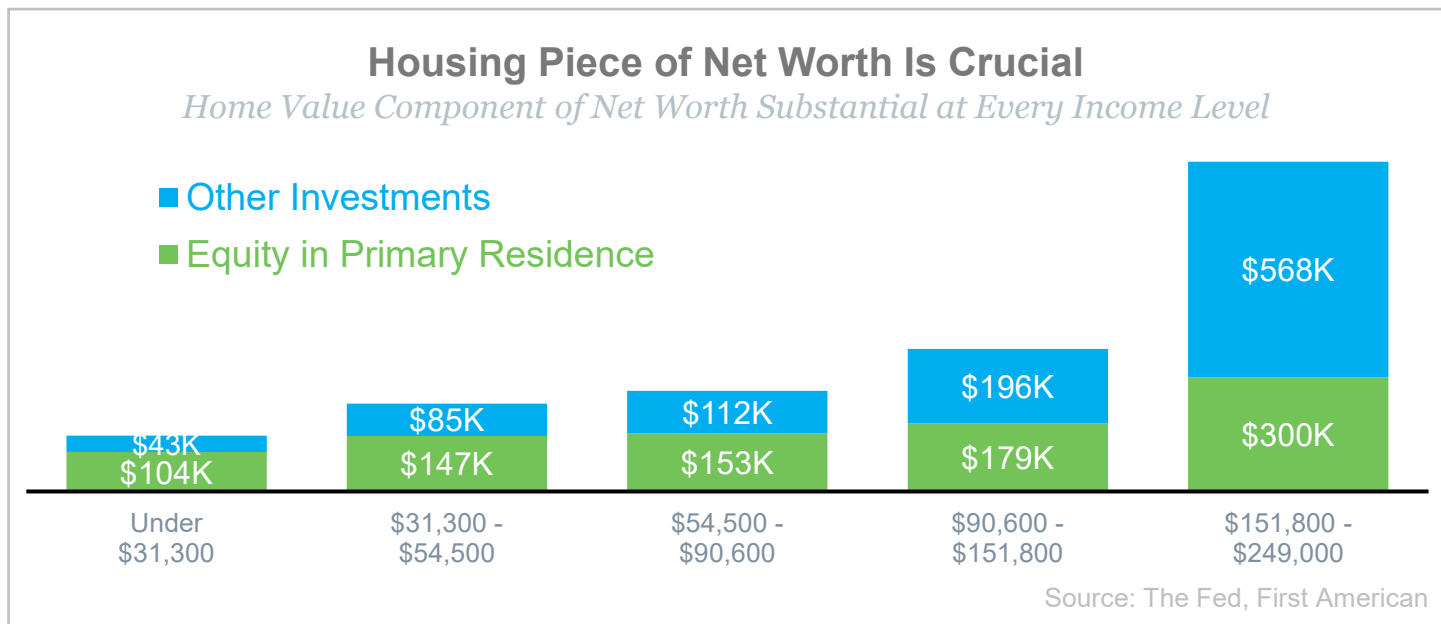 Housing Piece of Net Worth Is Crucial
Home Value Component of Net Worth Substantial at Every Income Level
Other Investments
Equity in Primary Residence
$568K
$300K
$196K
$179K
$112K
$153K
$85K
$147K
$43K
$104K
Under
$31,300
$31,300 -
$54,500
$54,500 -
$90,600
$90,600 -
$151,800
$151,800 -
$249,000
Source: The Fed, First American